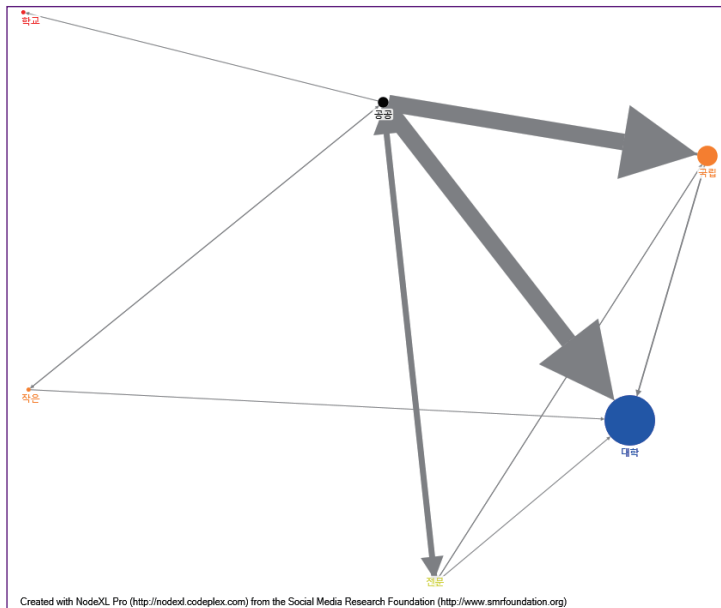 학교
공공
국립
작은
대학
전문
Created with NodeXL Pro (http://nodexl.codeplex.com) from the Social Media Research Foundation (http://www.smrfoundation.org)